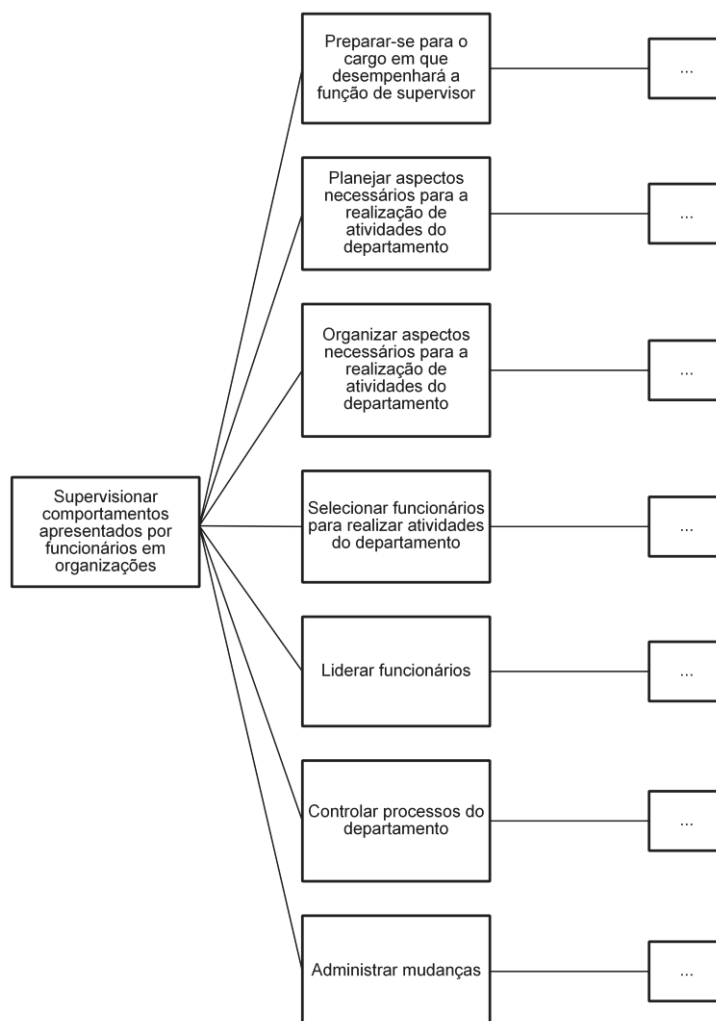 Preparar-se para o
cargo em que
desempenhará a
função de supervisor
...
Planejar aspectos
necessários para a
realização de
atividades do
departamento
...
Organizar aspectos
necessários para a
realização de
atividades do
departamento
...
Supervisionar
comportamentos
apresentados por
funcionários em
organizações
Selecionar funcionários
para realizar atividades
do departamento
...
Liderar funcionários
...
Controlar processos do
departamento
...
Administrar mudanças
...